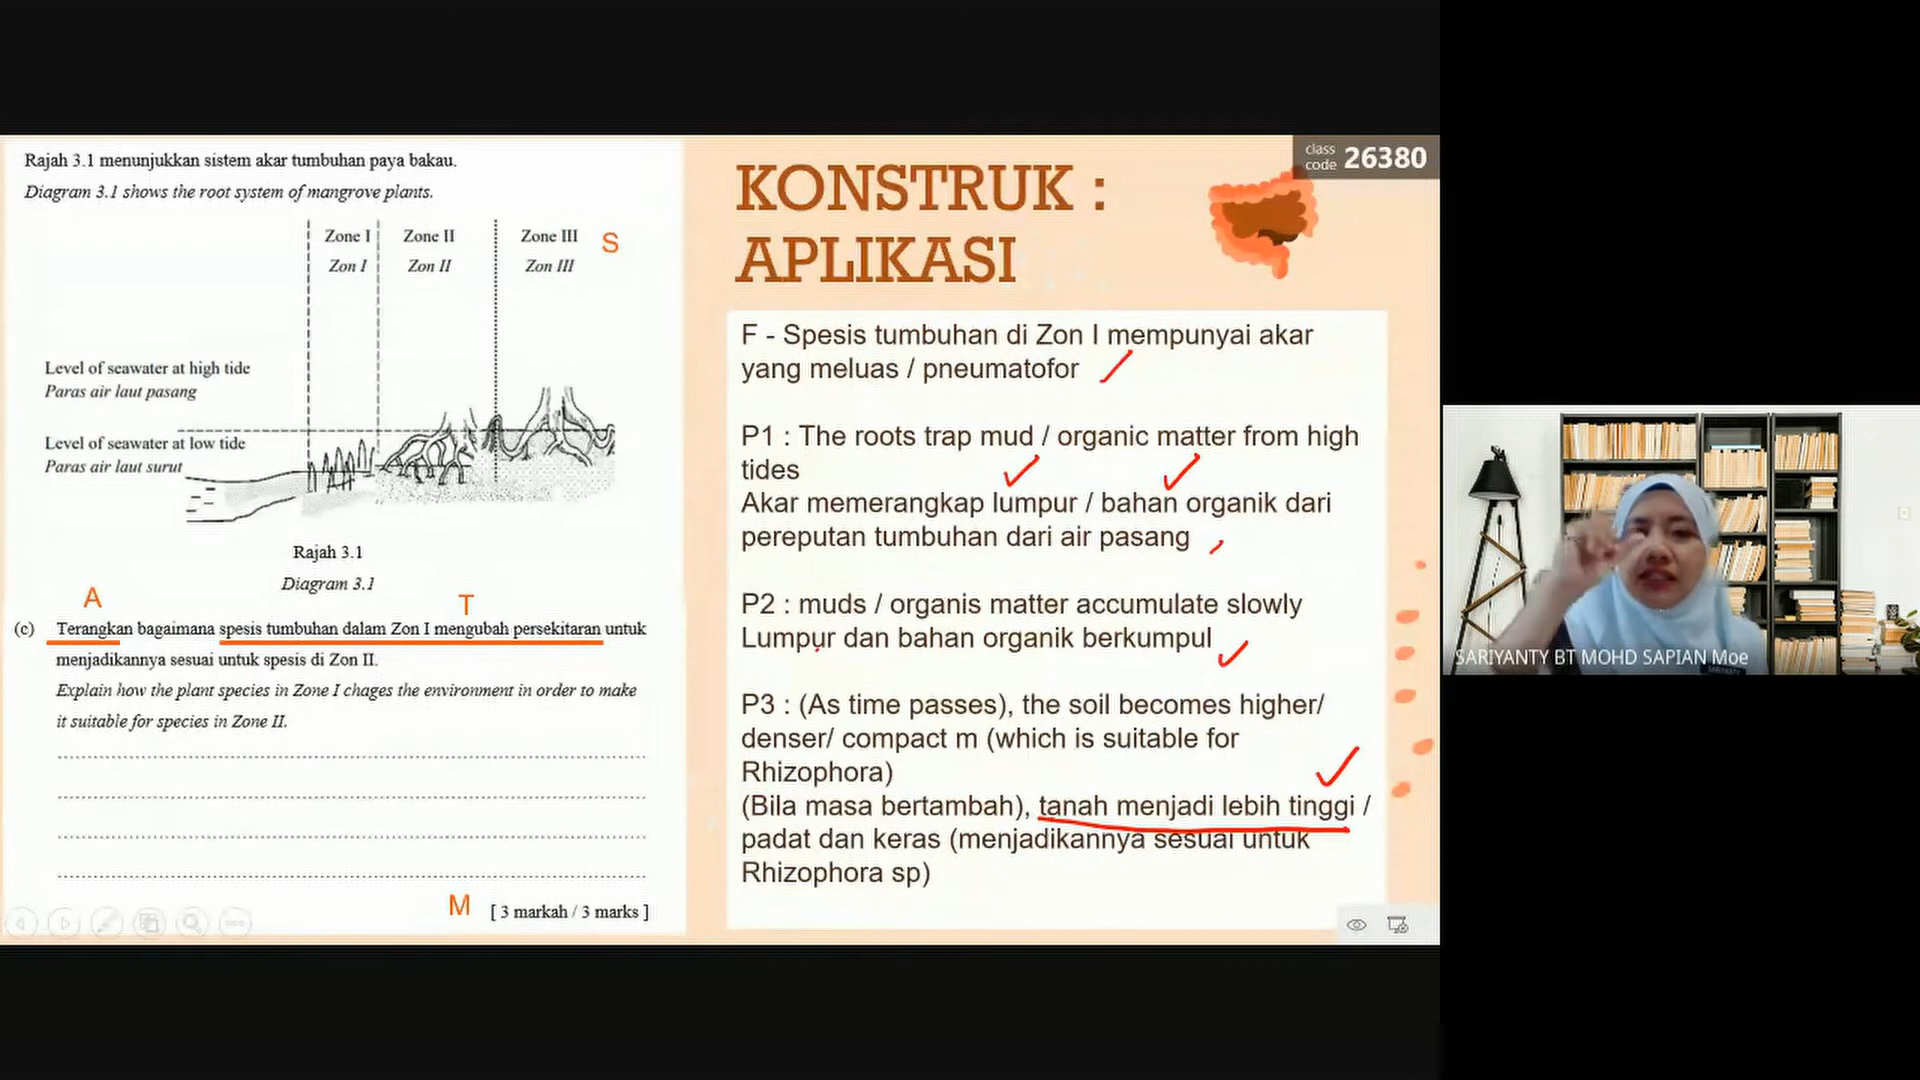 Rajah 3.1 menunjukkan sistem akar tumbuhan paya bakau.
Diagram 3.1 shows the root system of mangrove plants.
Zone I
Zone II
Zone III
S
Zon I
Zon II
Zon III
Level of seawater at high tide
Paras air laut pasang
Level of seawater at low tide
Paras air laut surut
Rajah 3.1
Diagram 3.1
A
T
(c) Terangkan bagaimana spesis tumbuhan dalam Zon I mengubah persekitaran untuk
menjadikannya sesuai untuk spesis di Zon II.
Explain how the plant species in Zone I chages the environment in order to make
it suitable for species in Zone II.
M
[ 3 markah / 3 marks ]
KONSTRUK :
APLIKASI
class
code 26380
F - Spesis tumbuhan di Zon I mempunyai akar
yang meluas / pneumatofor
P1 : The roots trap mud / organic matter from high
tides
Akar memerangkap lumpur / bahan organik dari
pereputan tumbuhan dari air pasang
P2 : muds / organis matter accumulate slowly
Lumpur dan bahan organik berkumpul
P3 : (As time passes), the soil becomes higher/
denser/ compact m (which is suitable for
Rhizophora)
(Bila masa bertambah), tanah menjadi lebih tinggi /
padat dan keras (menjadikannya sesuai untuk
Rhizophora sp)
SARIYANTY BT MOHD SAPIAN Moe